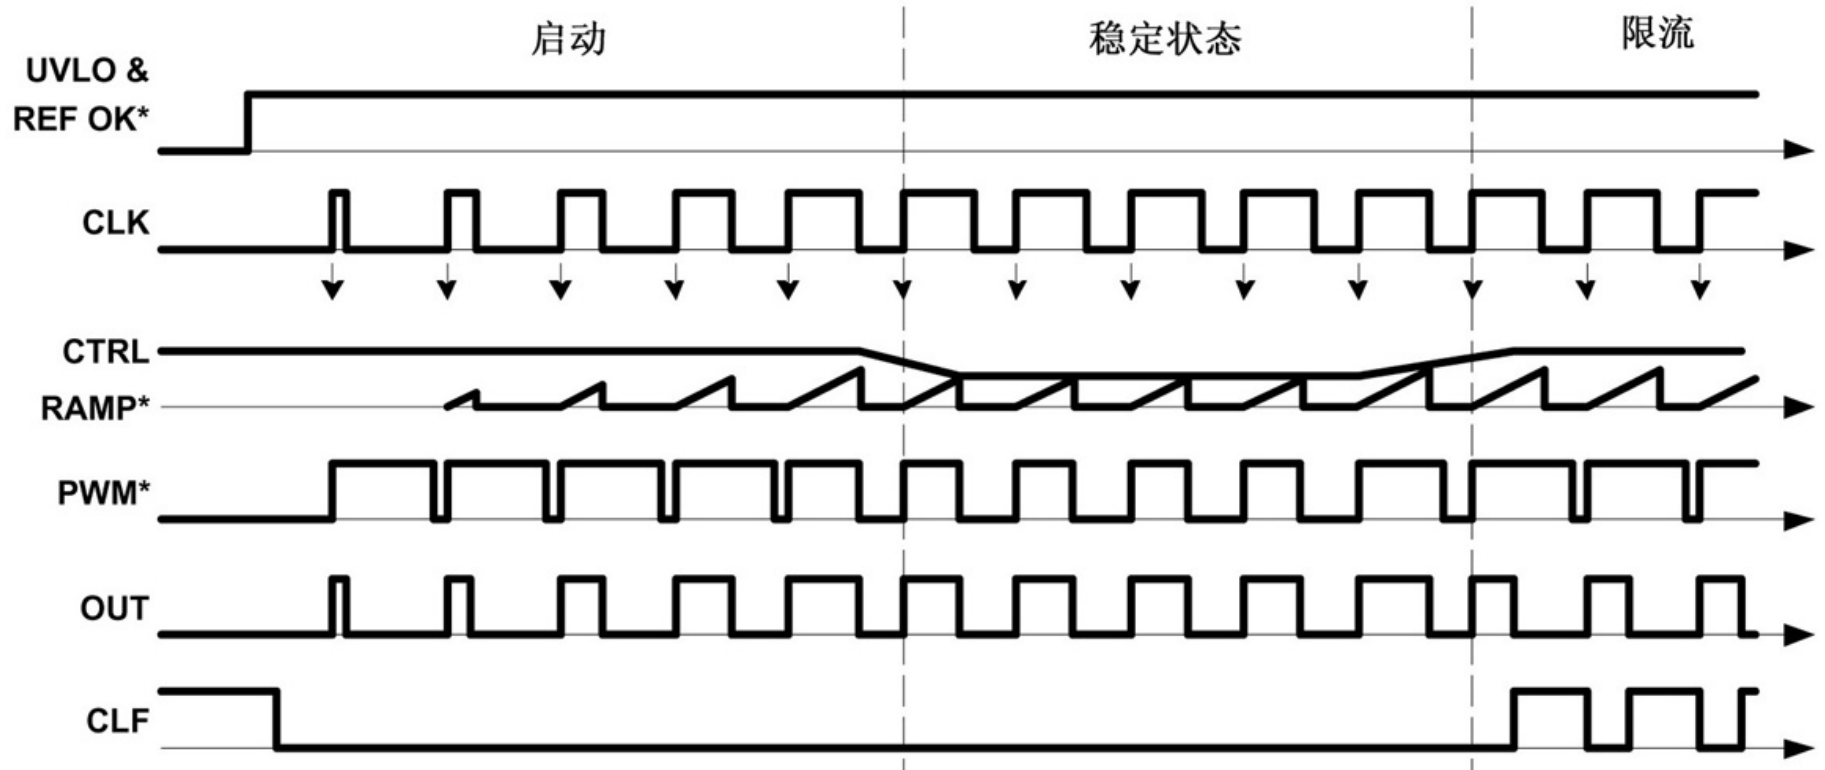 启动
稳定状态
限流
UVLO &
REF OK*
CLK
CTRL
RAMP*
PWM*
OUT
CLF